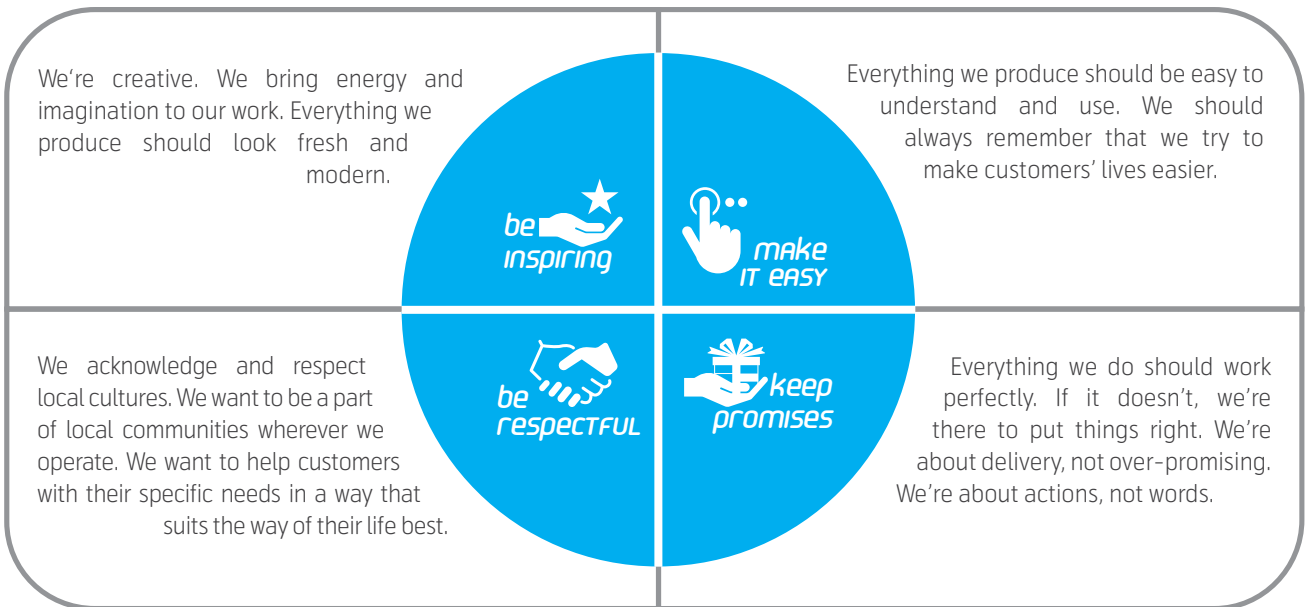 We're creative. We bring energy and
imagination to our work. Everything we
produce should look fresh and
modern.
be
inspiring
Everything we produce should be easy to
understand and use. We should
always remember that we try to
make customers' lives easier.
make
it easy
We acknowledge and respect
local cultures. We want to be a part
of local communities wherever we
operate. We want to help customers
with their specific needs in a way that
suits the way of their life best.
be
respectful
Everything we do should work
perfectly. If it doesn't, we're
there to put things right. We're
about delivery, not over-promising.
We're about actions, not words.
keep
promises